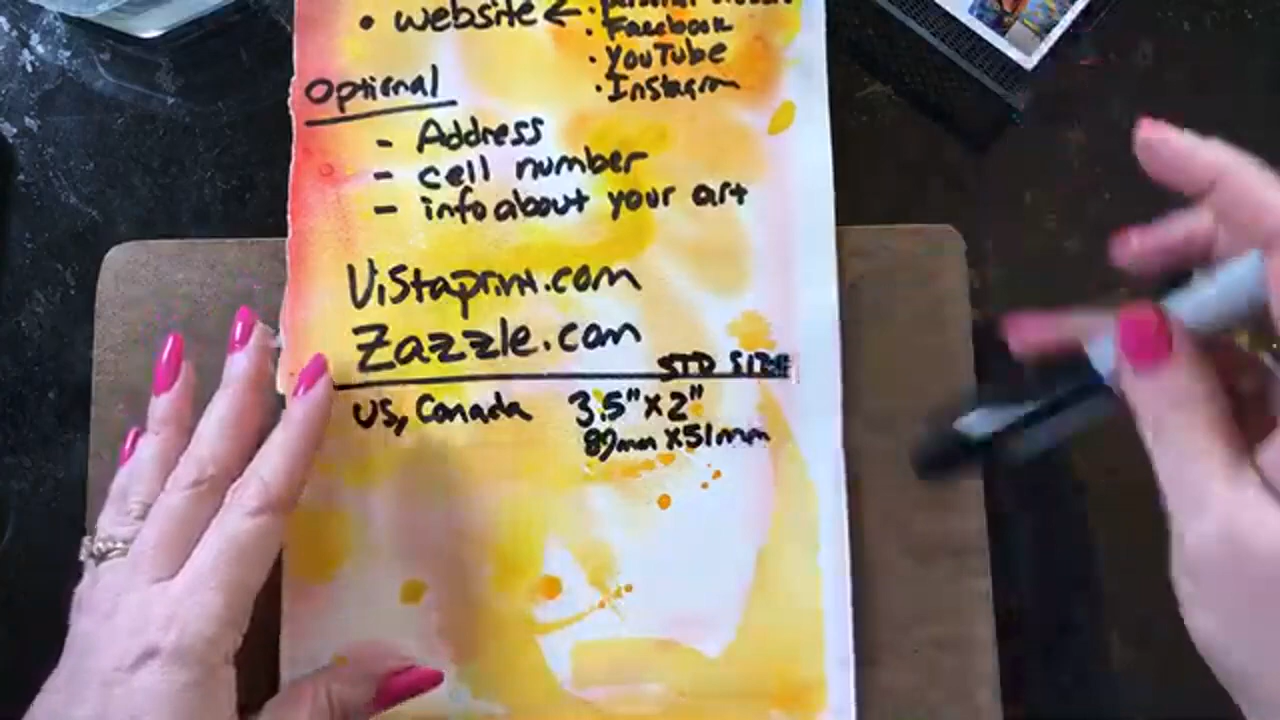 • website ←
• Facebook
• YouTube
• Instagram
Optional
- Address
- cell number
- info about your art
Vistaprint.com
Zazzle.com
STD SIZE
US, Canada 3.5"x2"
89mm x51mm